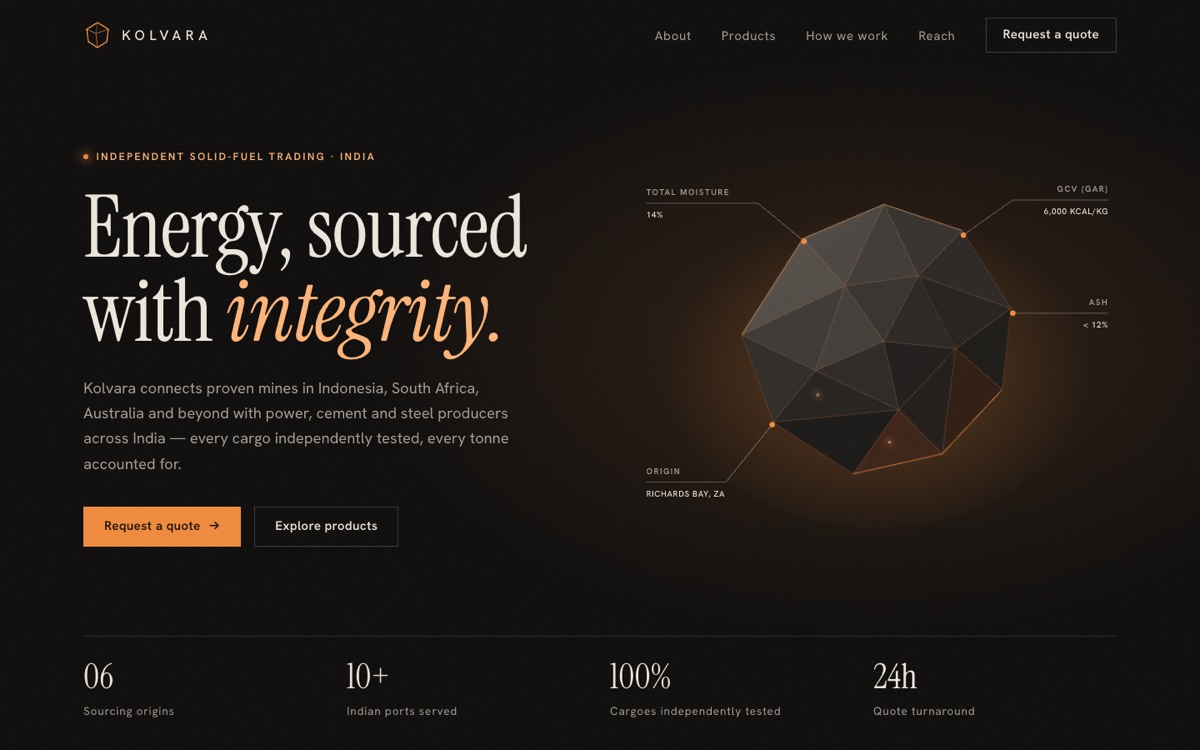 KOLVARA
About
Products
How we work
Reach
Request a quote
INDEPENDENT SOLID-FUEL TRADING · INDIA
Energy, sourced
with integrity.
Kolvara connects proven mines in Indonesia, South Africa,
Australia and beyond with power, cement and steel producers
across India — every cargo independently tested, every tonne
accounted for.
Request a quote →
Explore products
TOTAL MOISTURE
14%
GCV (GAR)
6,000 KCAL/KG
ASH
< 12%
ORIGIN
RICHARDS BAY, ZA
06
Sourcing origins
10+
Indian ports served
100%
Cargoes independently tested
24h
Quote turnaround